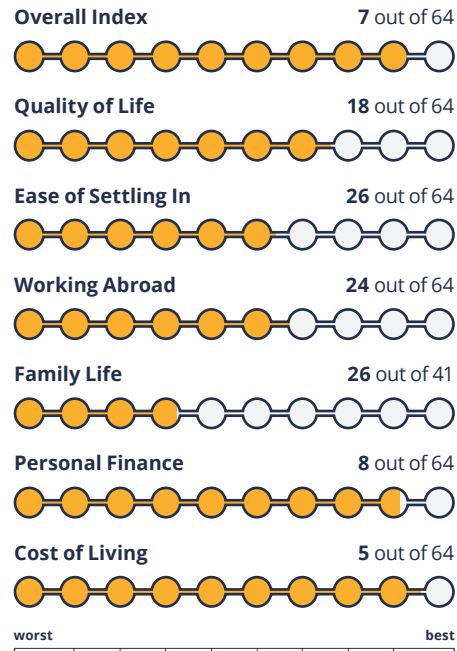 Overall Index 7 out of 64
Quality of Life 18 out of 64
Ease of Settling In 26 out of 64
Working Abroad 24 out of 64
Family Life 26 out of 41
Personal Finance 8 out of 64
Cost of Living 5 out of 64
worst best